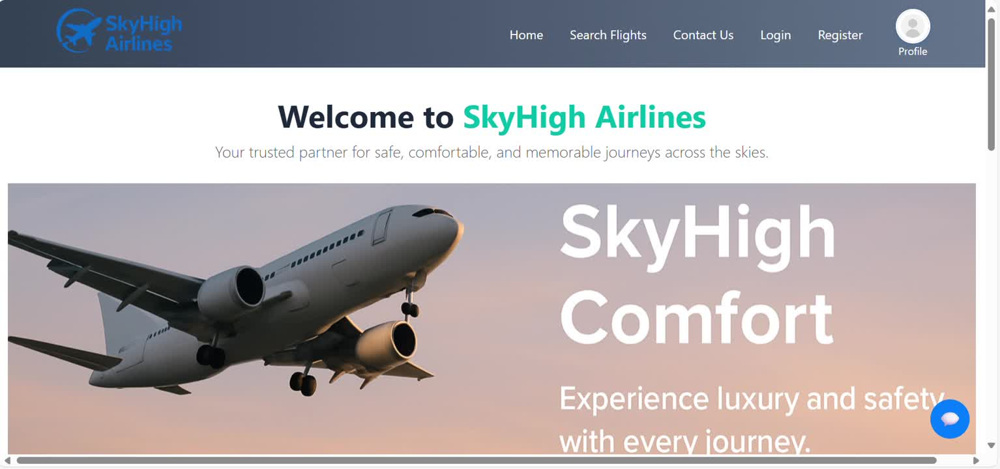 SkyHigh
Airlines
Home Search Flights Contact Us Login Register
Profile
Welcome to SkyHigh Airlines
Your trusted partner for safe, comfortable, and memorable journeys across the skies.
SkyHigh
Comfort
Experience luxury and safety
with every journey.